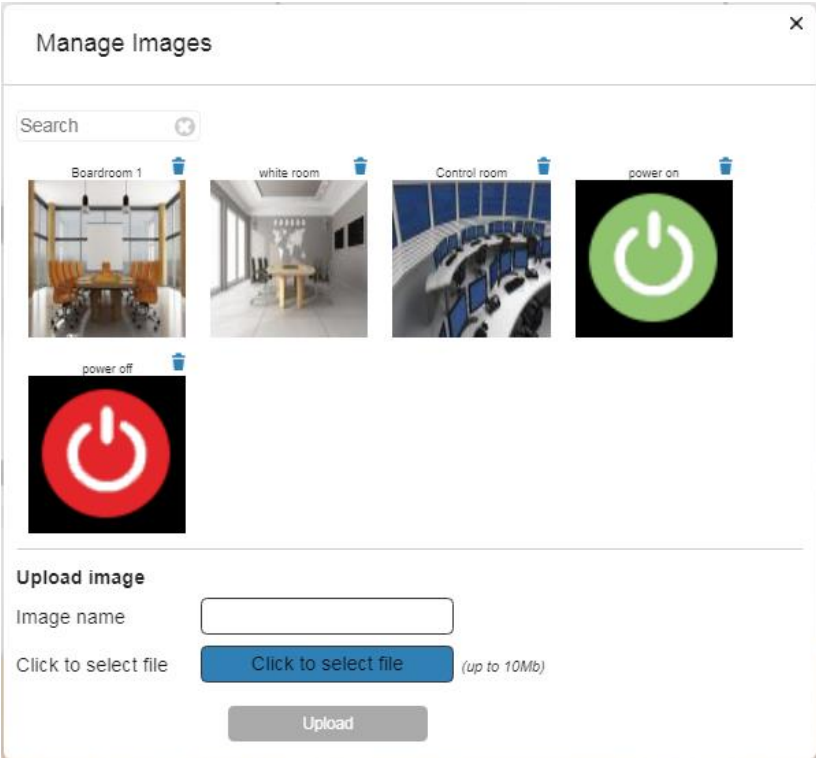 Manage Images
Search
Boardroom 1
white room
Control room
power on
power off
Upload image
Image name
Click to select file
Click to select file
(up to 10Mb)
Upload